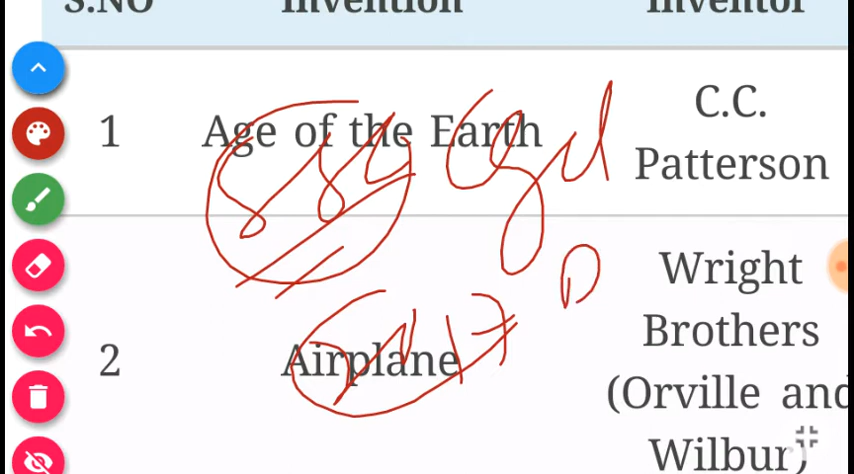 S.NO Invention Inventor
1 Age of the Earth C.C.
Patterson
2 Airplane Wright
Brothers
(Orville and
Wilbur)